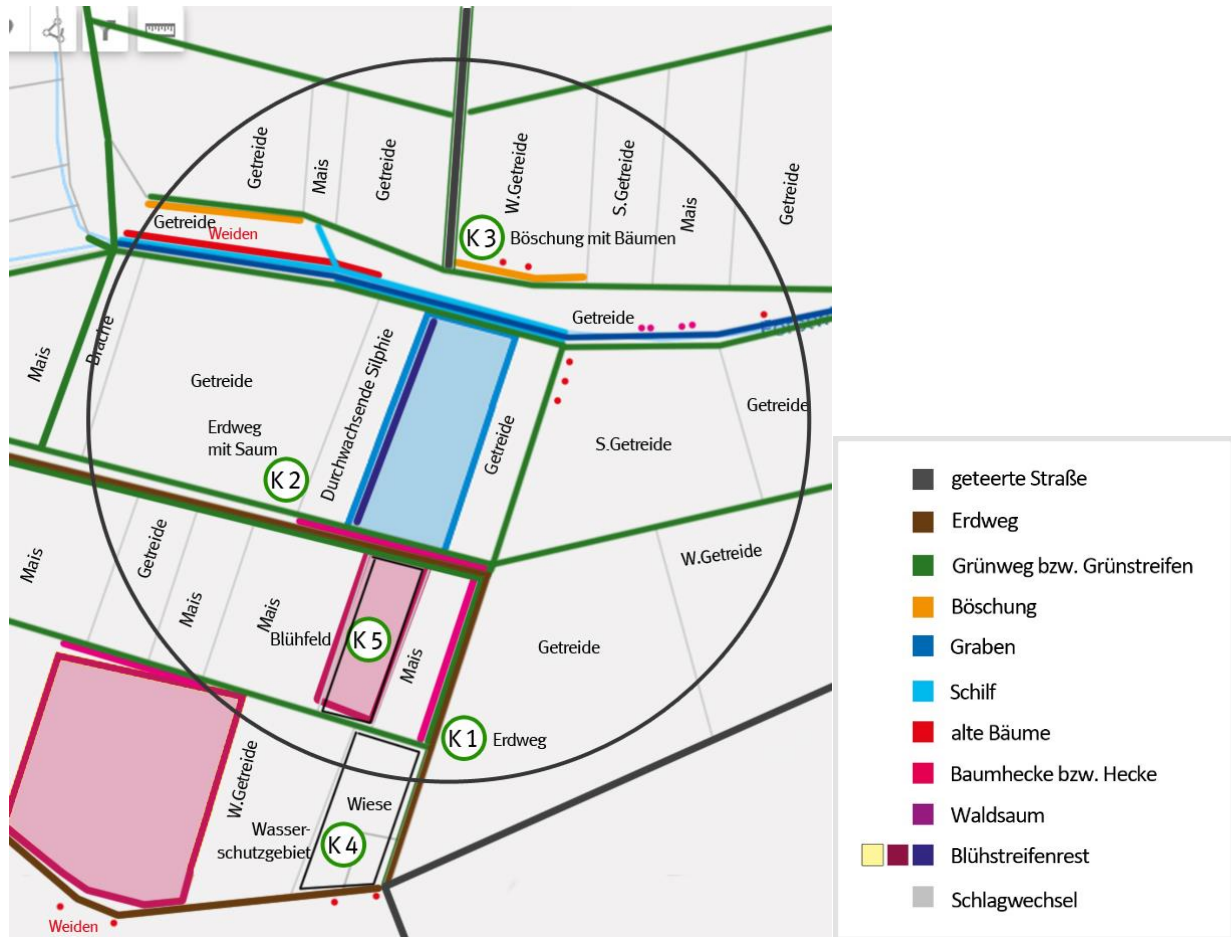 Getreide
Mais
Getreide
W.Getreide
S.Getreide
Mais
Getreide
Getreide
Weiden
K 3
Böschung mit Bäumen
Getreide
Mais
Brache
Getreide
Durchwachsende Silphie
Getreide
Getreide
Erdweg
mit Saum
K 2
S.Getreide
Mais
Getreide
Mais
Mais
Blühfeld
K 5
Mais
W.Getreide
Getreide
K 1
Erdweg
W.Getreide
Wiese
Wasser-
schutzgebiet
K 4
Weiden
geteerte Straße
Erdweg
Grünweg bzw. Grünstreifen
Böschung
Graben
Schilf
alte Bäume
Baumhecke bzw. Hecke
Waldsaum
Blühstreifenrest
Schlagwechsel